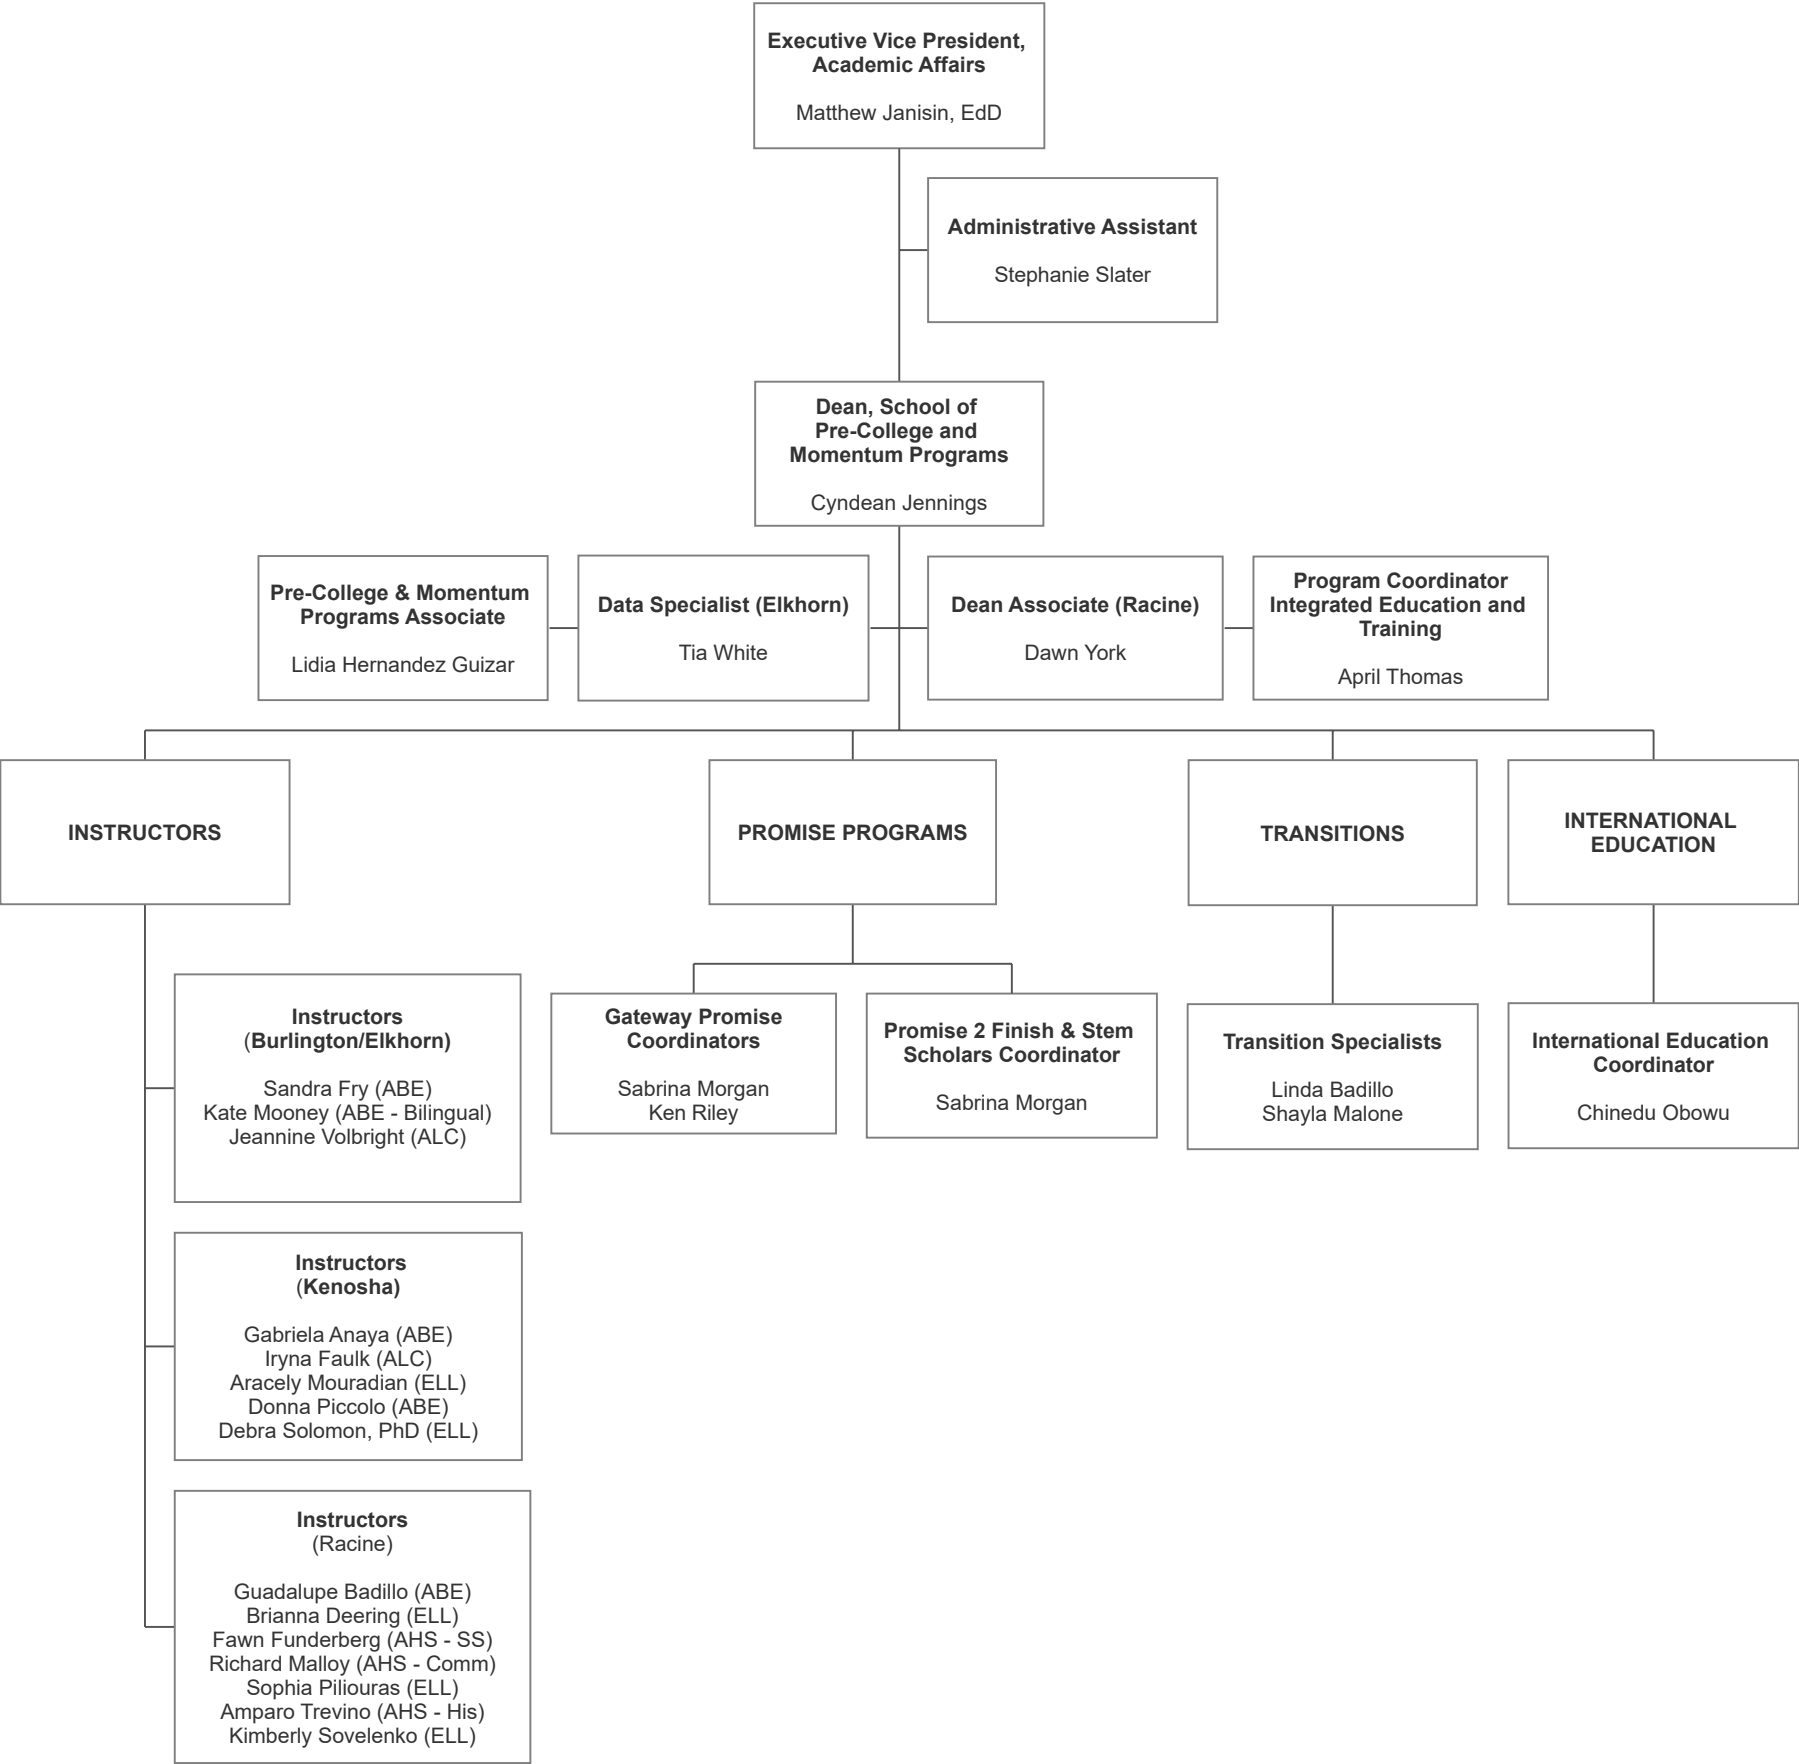 Executive Vice President,
Academic Affairs
Matthew Janisin, EdD
Administrative Assistant
Stephanie Slater
Dean, School of
Pre-College and
Momentum Programs
Cyndean Jennings
Pre-College & Momentum
Programs Associate
Lidia Hernandez Guizar
Data Specialist (Elkhorn)
Tia White
Dean Associate (Racine)
Dawn York
Program Coordinator
Integrated Education and
Training
April Thomas
INSTRUCTORS
PROMISE PROGRAMS
TRANSITIONS
INTERNATIONAL
EDUCATION
Instructors
(Burlington/Elkhorn)
Sandra Fry (ABE)
Kate Mooney (ABE - Bilingual)
Jeannine Volbright (ALC)
Gateway Promise
Coordinators
Sabrina Morgan
Ken Riley
Promise 2 Finish & Stem
Scholars Coordinator
Sabrina Morgan
Transition Specialists
Linda Badillo
Shayla Malone
International Education
Coordinator
Chinedu Obowu
Instructors
(Kenosha)
Gabriela Anaya (ABE)
Iryna Faulk (ALC)
Aracely Mouradian (ELL)
Donna Piccolo (ABE)
Debra Solomon, PhD (ELL)
Instructors
(Racine)
Guadalupe Badillo (ABE)
Brianna Deering (ELL)
Fawn Funderberg (AHS - SS)
Richard Malloy (AHS - Comm)
Sophia Piliouras (ELL)
Amparo Trevino (AHS - His)
Kimberly Sovelenko (ELL)